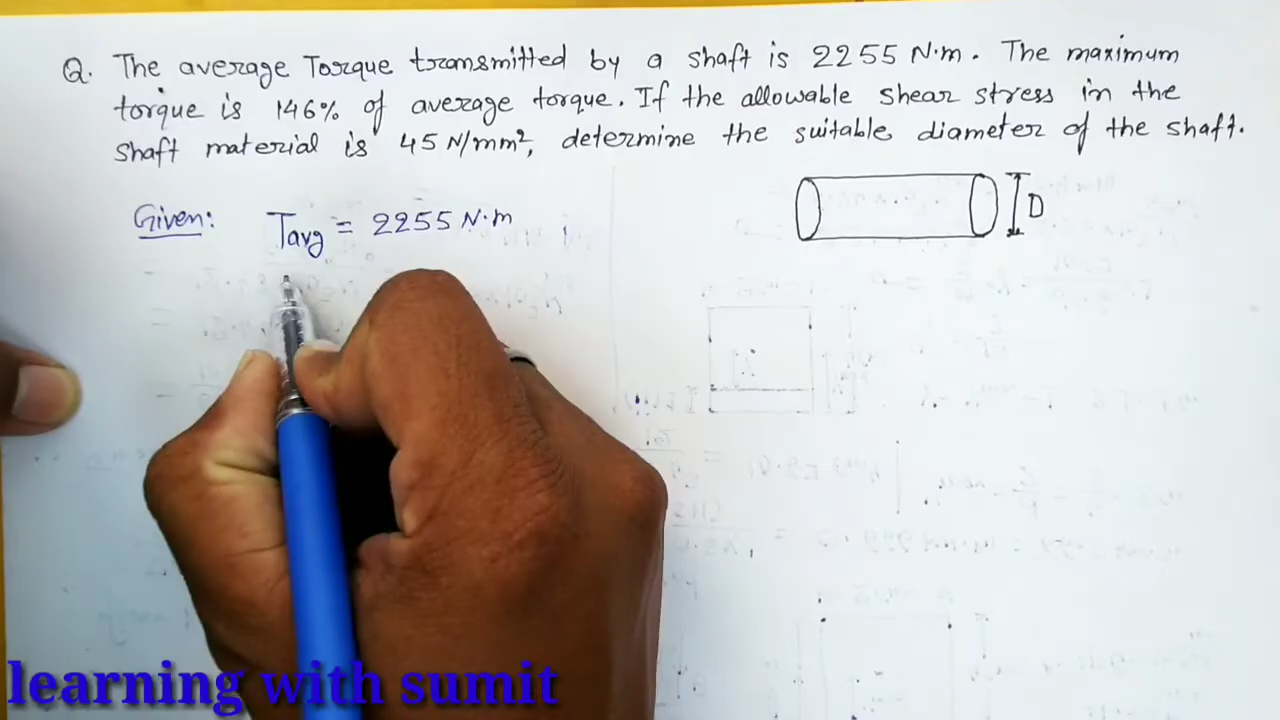 Q. The average Torque transmitted by a shaft is 2255 N·m. The maximum
torque is 146% of average torque. If the allowable shear stress in the
shaft material is 45 N/mm², determine the suitable diameter of the shaft.
Given: Tavg = 2255 N·m
D
learning with sumit